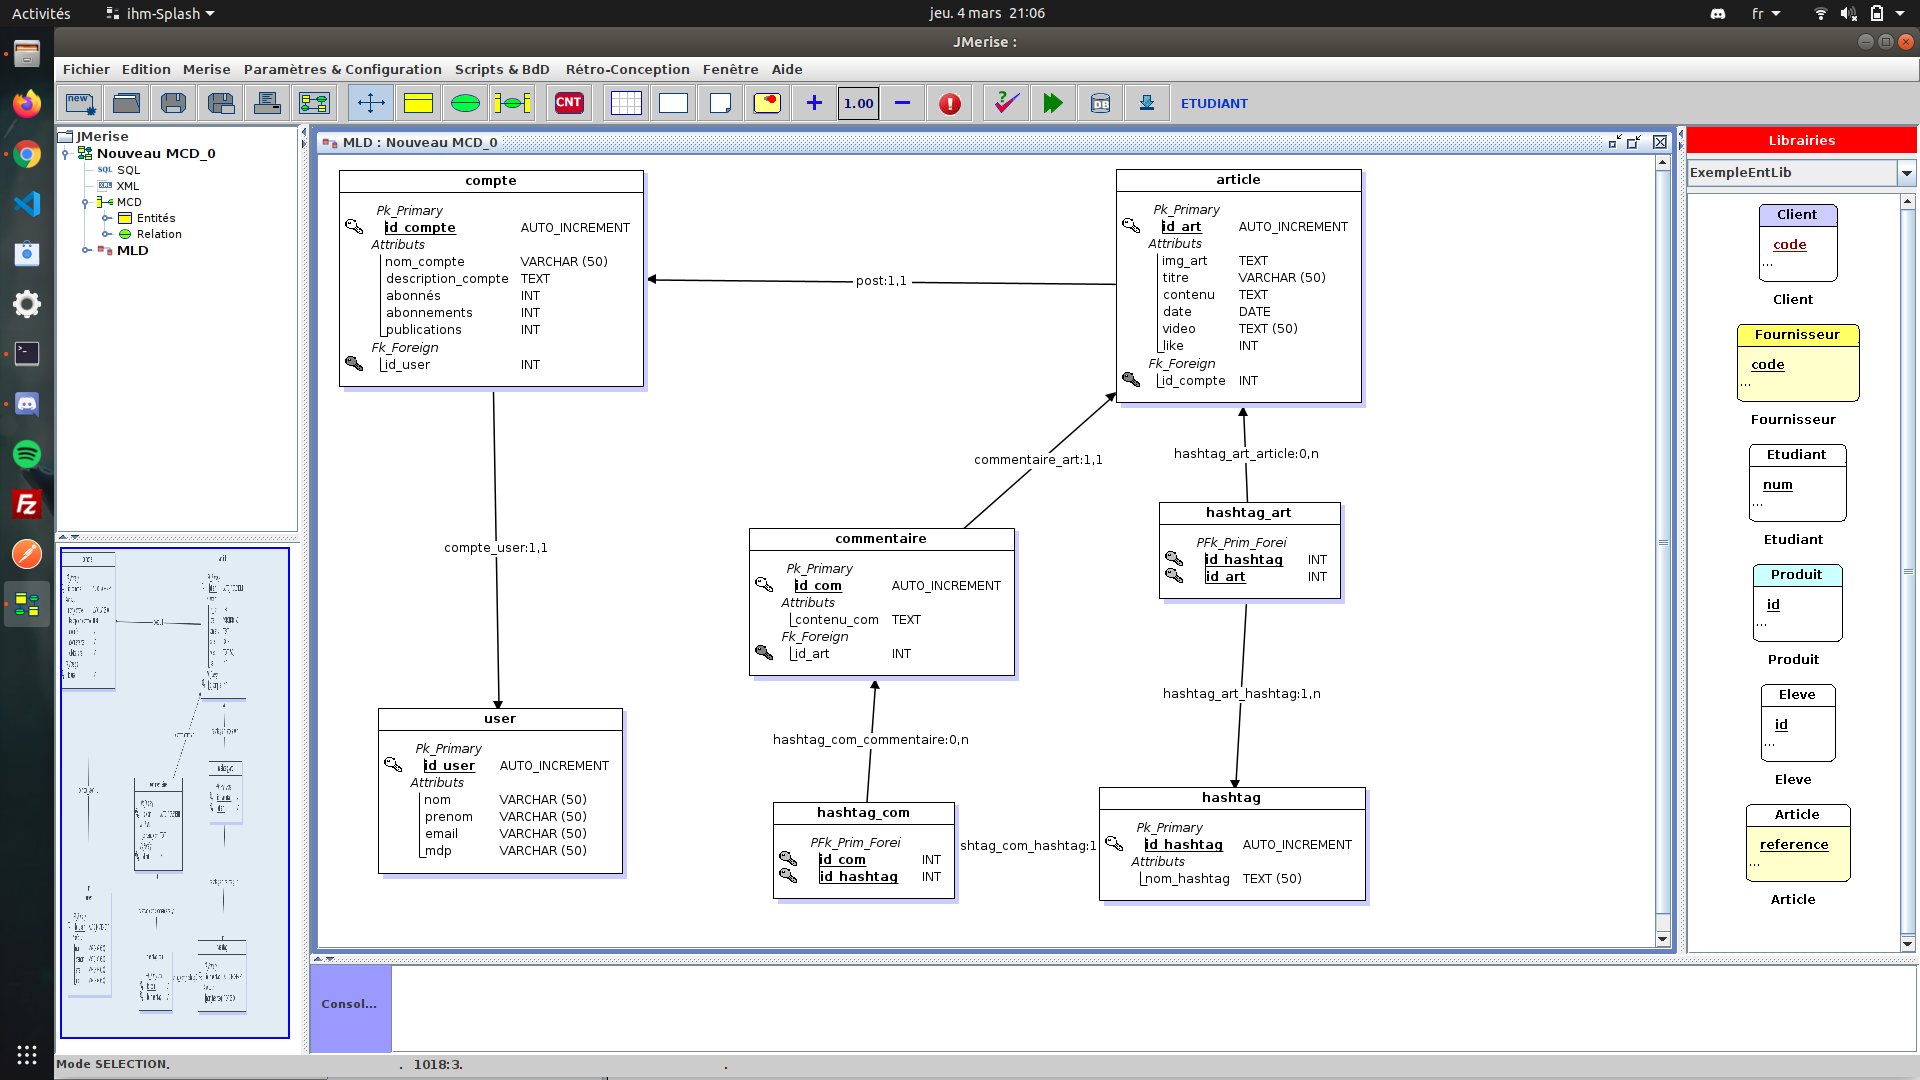 Activités
ihm-Splash
jeu. 4 mars 21:06
fr
JMerise :
Fichier Edition Merise Paramètres & Configuration Scripts & BdD Rétro-Conception Fenêtre Aide
new
CNT
1.00
DB
ETUDIANT
JMerise
Nouveau MCD_0
SQL SQL
XML
MCD
Entités
Relation
MLD
MLD : Nouveau MCD_0
compte
Pk_Primary
id_compte AUTO_INCREMENT
Attributs
nom_compte VARCHAR (50)
description_compte TEXT
abonnés INT
abonnements INT
publications INT
Fk_Foreign
id_user INT
post:1,1
article
Pk_Primary
id_art AUTO_INCREMENT
Attributs
img_art TEXT
titre VARCHAR (50)
contenu TEXT
date DATE
video TEXT (50)
like INT
Fk_Foreign
id_compte INT
commentaire_art:1,1
hashtag_art_article:0,n
compte_user:1,1
commentaire
Pk_Primary
id_com AUTO_INCREMENT
Attributs
contenu_com TEXT
Fk_Foreign
id_art INT
hashtag_art
PFk_Prim_Forei
id_hashtag INT
id_art INT
hashtag_art_hashtag:1,n
user
Pk_Primary
id_user AUTO_INCREMENT
Attributs
nom VARCHAR (50)
prenom VARCHAR (50)
email VARCHAR (50)
mdp VARCHAR (50)
hashtag_com_commentaire:0,n
hashtag_com
PFk_Prim_Forei
id_com INT
id_hashtag INT
shtag_com_hashtag:1
hashtag
Pk_Primary
id_hashtag AUTO_INCREMENT
Attributs
nom_hashtag TEXT (50)
Librairies
ExempleEntLib
Client
code
...
Client
Fournisseur
code
...
Fournisseur
Etudiant
num
...
Etudiant
Produit
id
...
Produit
Eleve
id
...
Eleve
Article
reference
...
Article
Consol...
Mode SELECTION.
. 1018:3.
.